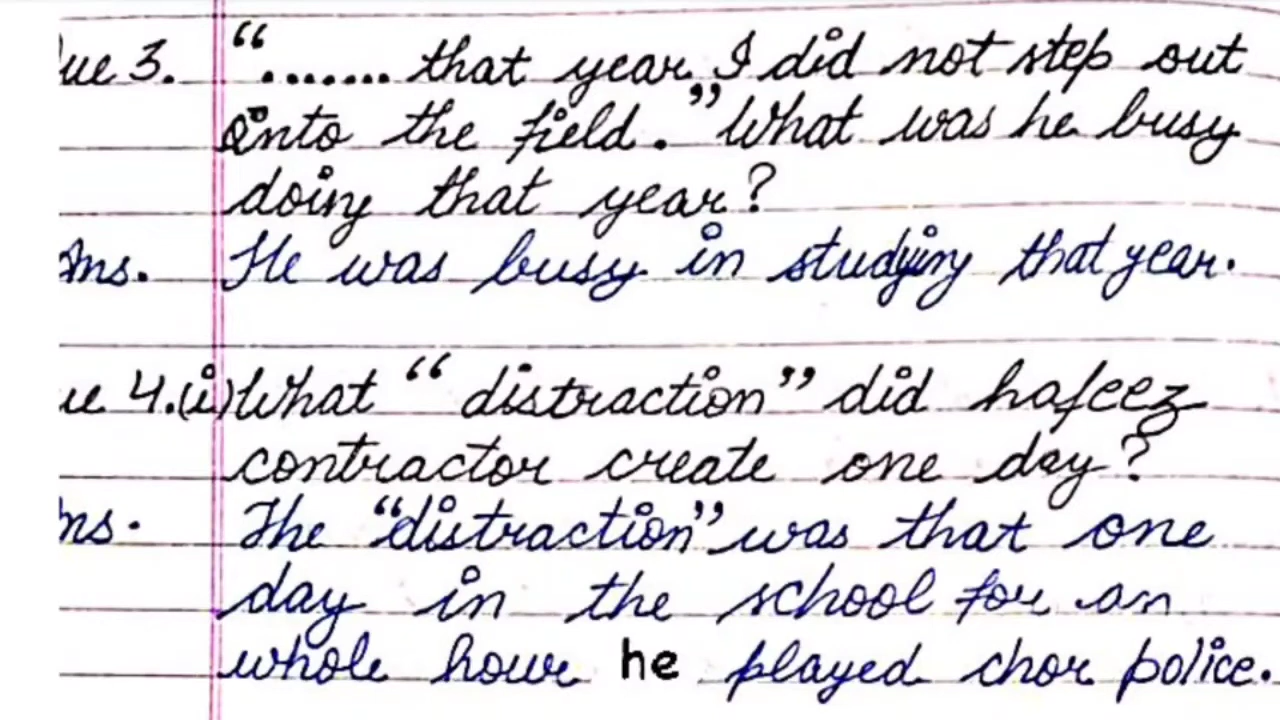 ue 3. "....... that year I did not step out
into the field." What was he busy
doing that year?
Ans. He was busy in studying that year.
ue 4.(i) What "distraction" did hafeez
contractor create one day?
ns. The "distraction" was that one
day in the school for an
whole hour he played chor police.